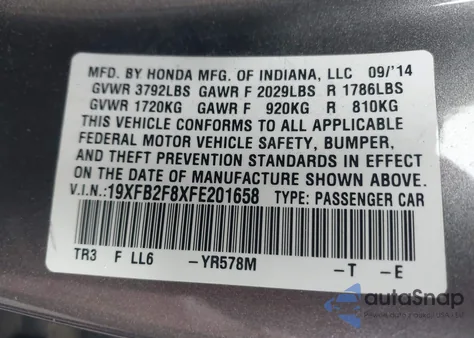 MFD. BY HONDA MFG. OF INDIANA, LLC 09/'14
GVWR 3792LBS GAWR F 2029LBS R 1786LBS
GVWR 1720KG GAWR F 920KG R 810KG
THIS VEHICLE CONFORMS TO ALL APPLICABLE
FEDERAL MOTOR VEHICLE SAFETY, BUMPER,
AND THEFT PREVENTION STANDARDS IN EFFECT
ON THE DATE OF MANUFACTURE SHOWN ABOVE.
V.I.N.: 19XFB2F8XFE201658 TYPE: PASSENGER CAR
TR3 F LL6 -YR578M -T -E
autoSnap